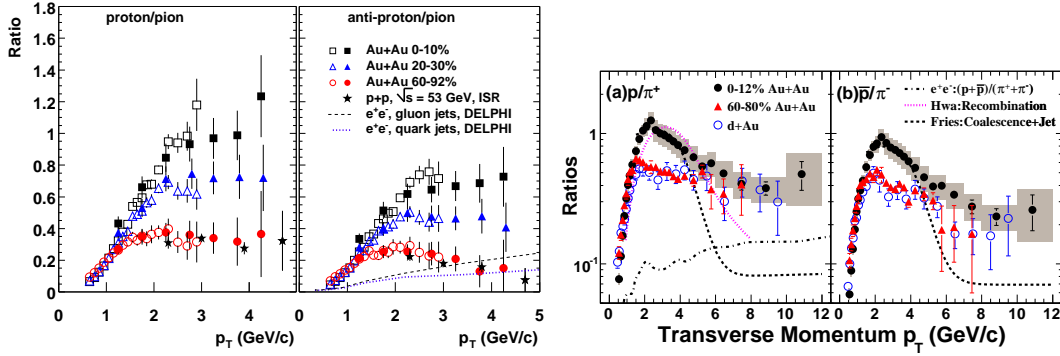 proton/pion
anti-proton/pion
Ratio
1.8
1.6
1.4
1.2
1
0.8
0.6
0.4
0.2
0
Au+Au 0-10%
Au+Au 20-30%
Au+Au 60-92%
p+p, √s = 53 GeV, ISR
e⁺e⁻, gluon jets, DELPHI
e⁺e⁻, quark jets, DELPHI
0 1 2 3 4
0 1 2 3 4 5
p_T (GeV/c)
p_T (GeV/c)
Ratios
1
10⁻¹
(a)p/π⁺
0-12% Au+Au
60-80% Au+Au
d+Au
(b)p̅/π⁻
e⁺e⁻:(p+p̅)/(π⁺+π⁻)
Hwa:Recombination
Fries:Coalescence+Jet
0 2 4 6 8 10 12
0 2 4 6 8 10 12
Transverse Momentum p_T (GeV/c)